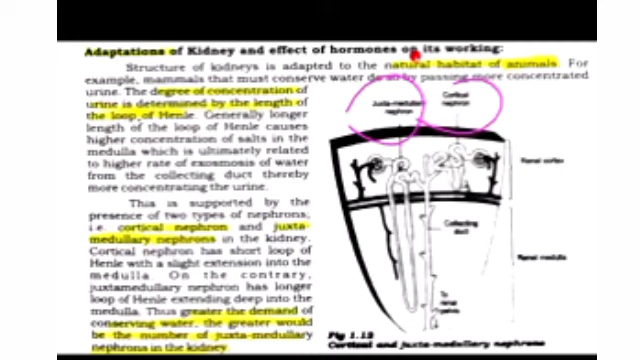 Adaptations of Kidney and effect of hormones on its working:
Structure of kidneys is adapted to the natural habitat of animals. For
example, mammals that must conserve water do so by passing more concentrated
urine. The degree of concentration of
urine is determined by the length of
the loop of Henle. Generally longer
length of the loop of Henle causes
higher concentration of salts in the
medulla which is ultimately related
to higher rate of exosmosis of water
from the collecting duct thereby
more concentrating the urine.
This is supported by the
presence of two types of nephrons,
i.e. cortical nephron and juxta-
medullary nephrons in the kidney.
Cortical nephron has short loop of
Henle with a slight extension into the
medulla. On the contrary,
juxtamedullary nephron has longer
loop of Henle extending deep into the
medulla. Thus greater the demand of
conserving water, the greater would
be the number of juxta-medullary
nephrons in the kidney
Juxta-medullary
nephron
Cortical
nephron
Renal cortex
Collecting
duct
Renal medulla
To
renal
pelvis
Fig 1.12
Cortical and juxta-medullary nephrons